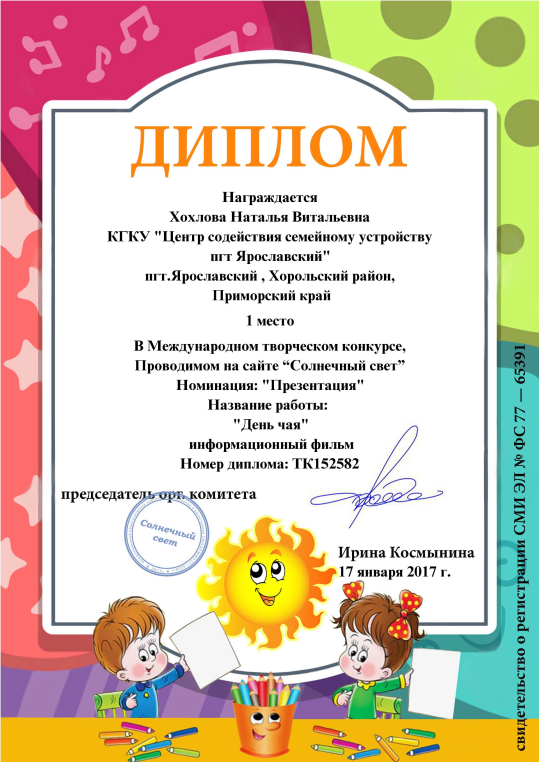 ДИПЛОМ
Награждается
Хохлова Наталья Витальевна
КГКУ "Центр содействия семейному устройству
пгт Ярославский"
пгт.Ярославский , Хорольский район,
Приморский край
1 место
В Международном творческом конкурсе,
Проводимом на сайте “Солнечный свет”
Номинация: "Презентация"
Название работы:
"День чая"
информационный фильм
Номер диплома: ТК152582
председатель орг. комитета
Солнечный
свет
Ирина Космынина
17 января 2017 г.
свидетельство о регистрации СМИ ЭЛ № ФС 77 — 65391